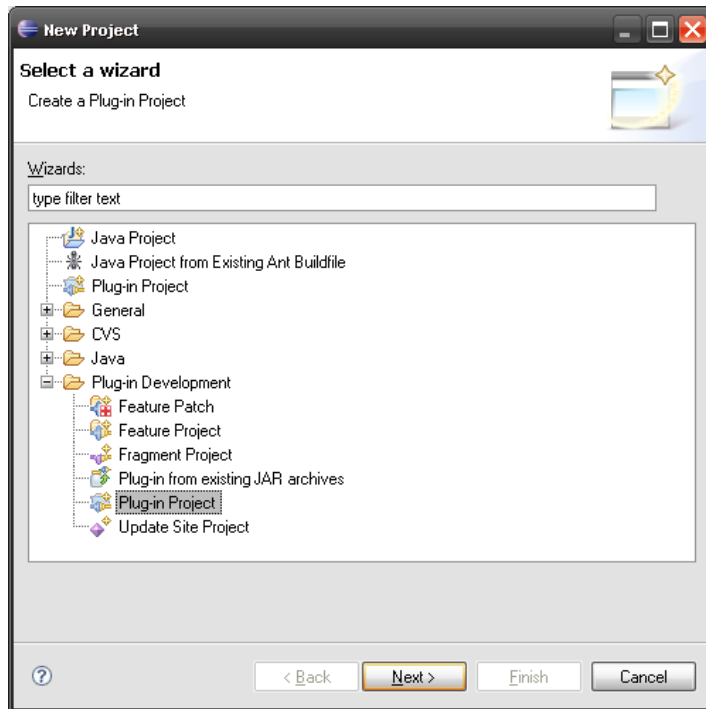 New Project
Select a wizard
Create a Plug-in Project
Wizards:
type filter text
Java Project
Java Project from Existing Ant Buildfile
Plug-in Project
General
CVS
Java
Plug-in Development
Feature Patch
Feature Project
Fragment Project
Plug-in from existing JAR archives
Plug-in Project
Update Site Project
? < Back Next > Finish Cancel